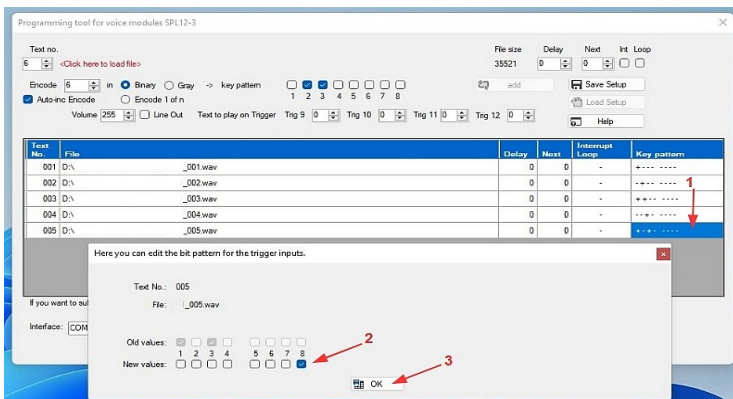 Programming tool for voice modules SPL12-3
Text no. File size Delay Next Int Loop
6 <Click here to load file> 35521 0 0
Encode 6 in Binary Gray -> key pattern add Save Setup
1 2 3 4 5 6 7 8
Auto-inc Encode Encode 1 of n Load Setup
Volume 255 Line Out Text to play on Trigger Trig 9 0 Trig 10 0 Trig 11 0 Trig 12 0 Help
Text No. File Delay Next Interrupt Loop Key pattern
001 D:\ _001.wav 0 0 - +--- ----
002 D:\ _002.wav 0 0 - -+-- ----
003 D:\ _003.wav 0 0 - ++-- ----
004 D:\ _004.wav 0 0 - --+- ----
005 D:\ _005.wav 0 0 - +-+- ----
1
Here you can edit the bit pattern for the trigger inputs.
Text No.: 005
File: _005.wav
If you want to sul
Interface: COM
Old values:
1 2 3 4 5 6 7 8
New values:
2
3
OK